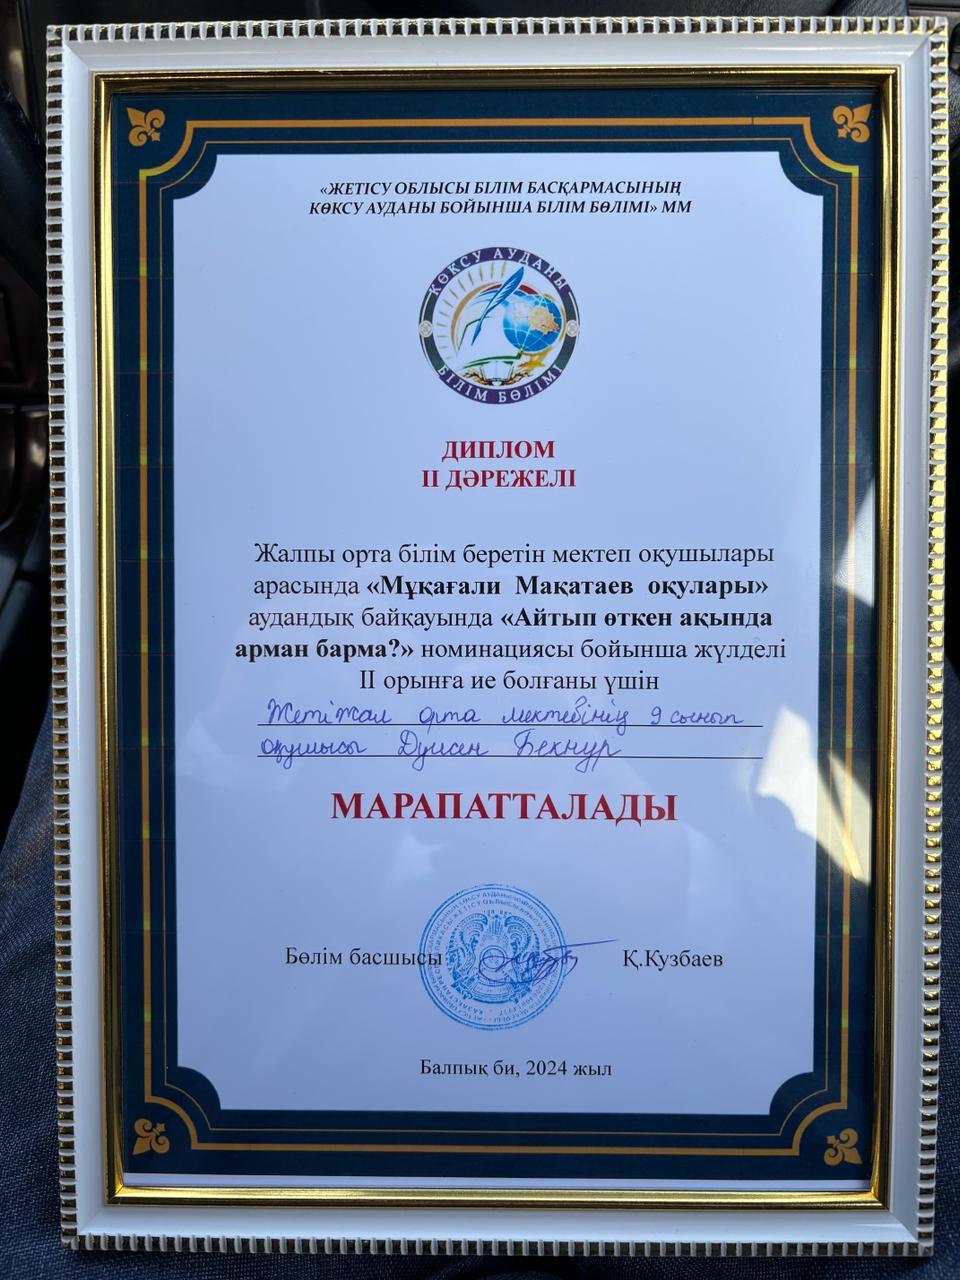 «ЖЕТІСУ ОБЛЫСЫ БІЛІМ БАСҚАРМАСЫНЫҢ
КӨКСУ АУДАНЫ БОЙЫНША БІЛІМ БӨЛІМІ» ММ
КӨКСУ АУДАНЫ
БІЛІМ БӨЛІМІ
ДИПЛОМ
ІІ ДӘРЕЖЕЛІ
Жалпы орта білім беретін мектеп оқушылары
арасында «Мұқағали Мақатаев оқулары»
аудандық байқауында «Айтып өткен ақында
арман барма?» номинациясы бойынша жүлделі
ІІ орынға ие болғаны үшін
Жетіжал орта мектебінің 9 сынып
оқушысы Дүйсен Бекнұр
МАРАПАТТАЛАДЫ
Бөлім басшысы Қ.Кузбаев
Балпық би, 2024 жыл